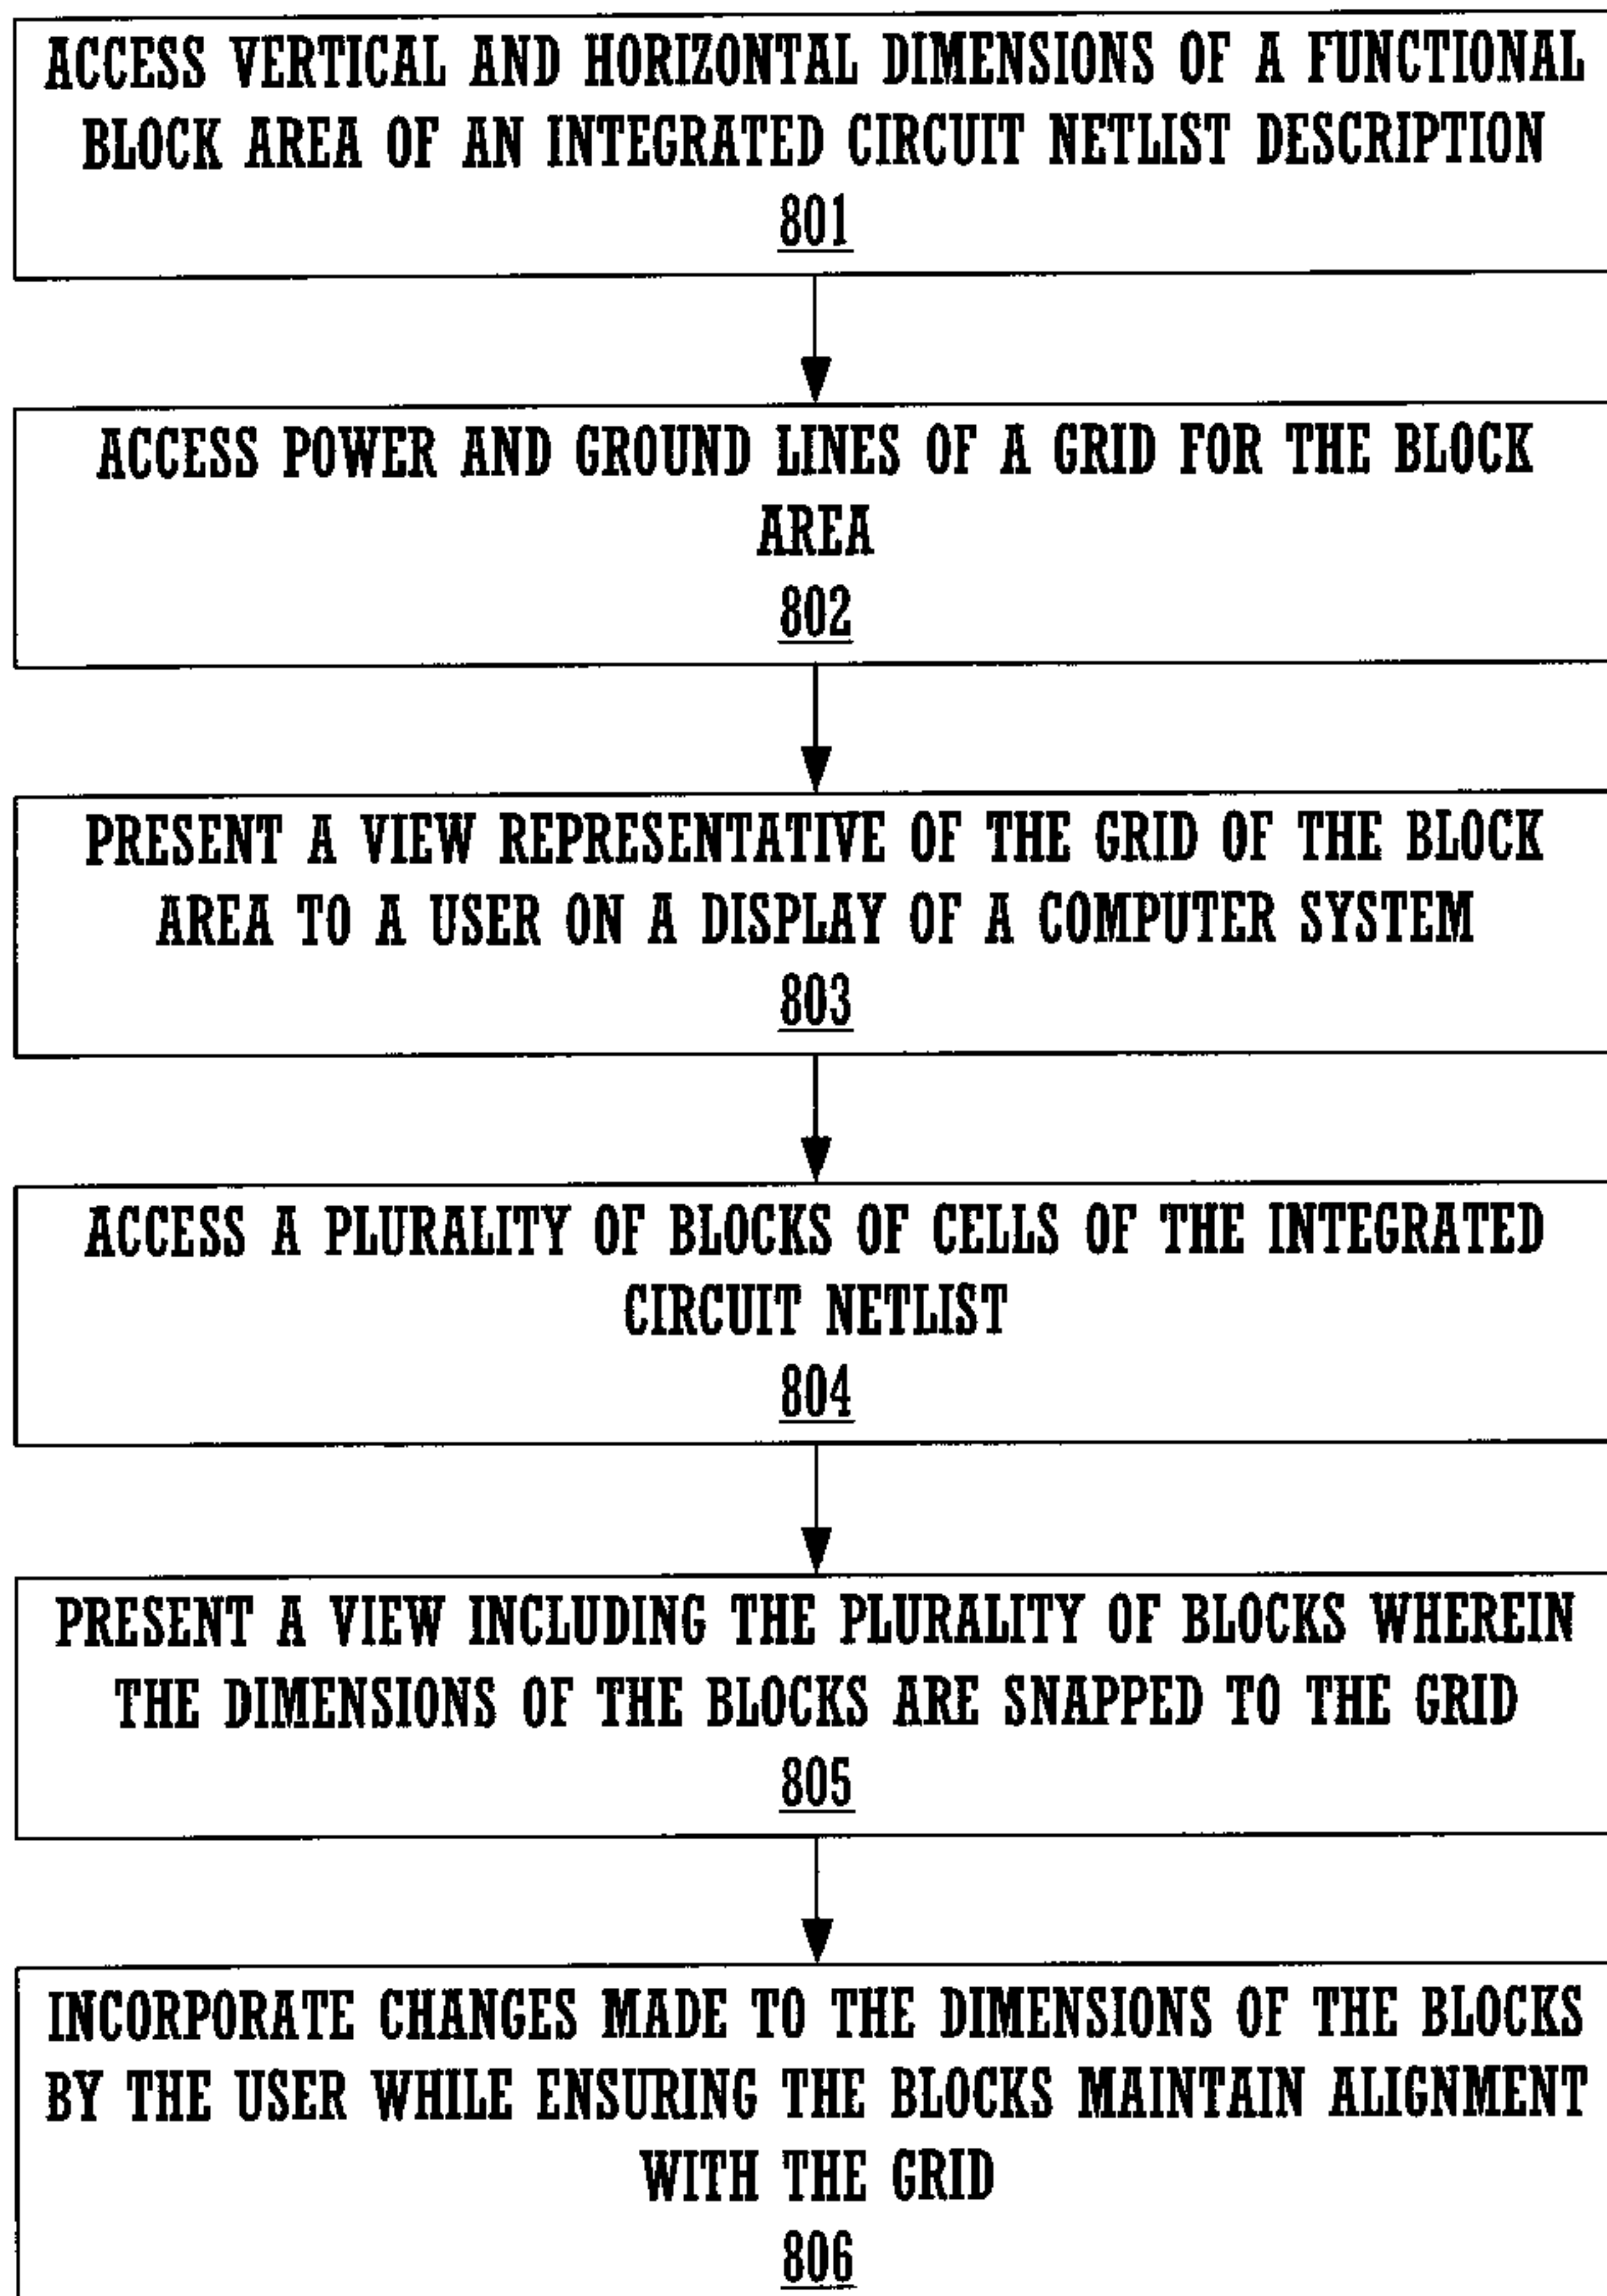 ACCESS VERTICAL AND HORIZONTAL DIMENSIONS OF A FUNCTIONAL
BLOCK AREA OF AN INTEGRATED CIRCUIT NETLIST DESCRIPTION
801
ACCESS POWER AND GROUND LINES OF A GRID FOR THE BLOCK
AREA
802
PRESENT A VIEW REPRESENTATIVE OF THE GRID OF THE BLOCK
AREA TO A USER ON A DISPLAY OF A COMPUTER SYSTEM
803
ACCESS A PLURALITY OF BLOCKS OF CELLS OF THE INTEGRATED
CIRCUIT NETLIST
804
PRESENT A VIEW INCLUDING THE PLURALITY OF BLOCKS WHEREIN
THE DIMENSIONS OF THE BLOCKS ARE SNAPPED TO THE GRID
805
INCORPORATE CHANGES MADE TO THE DIMENSIONS OF THE BLOCKS
BY THE USER WHILE ENSURING THE BLOCKS MAINTAIN ALIGNMENT
WITH THE GRID
806